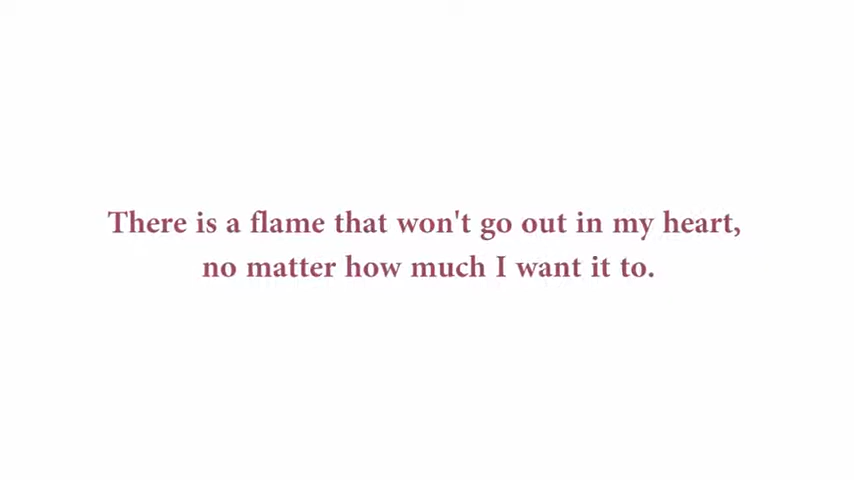 There is a flame that won't go out in my heart,
no matter how much I want it to.